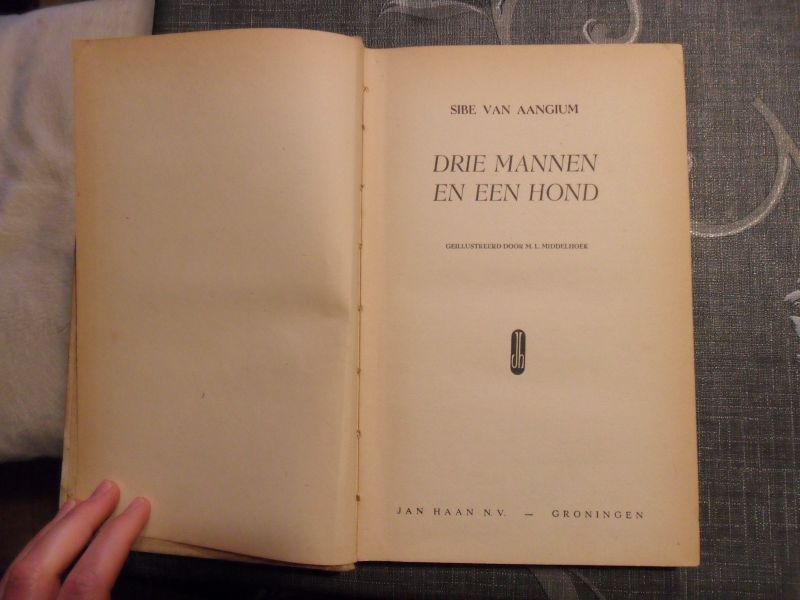 SIBE VAN AANGIUM
DRIE MANNEN
EN EEN HOND
GEILLUSTREERD DOOR M. L. MIDDELHOEK
jh
JAN HAAN N.V. — GRONINGEN